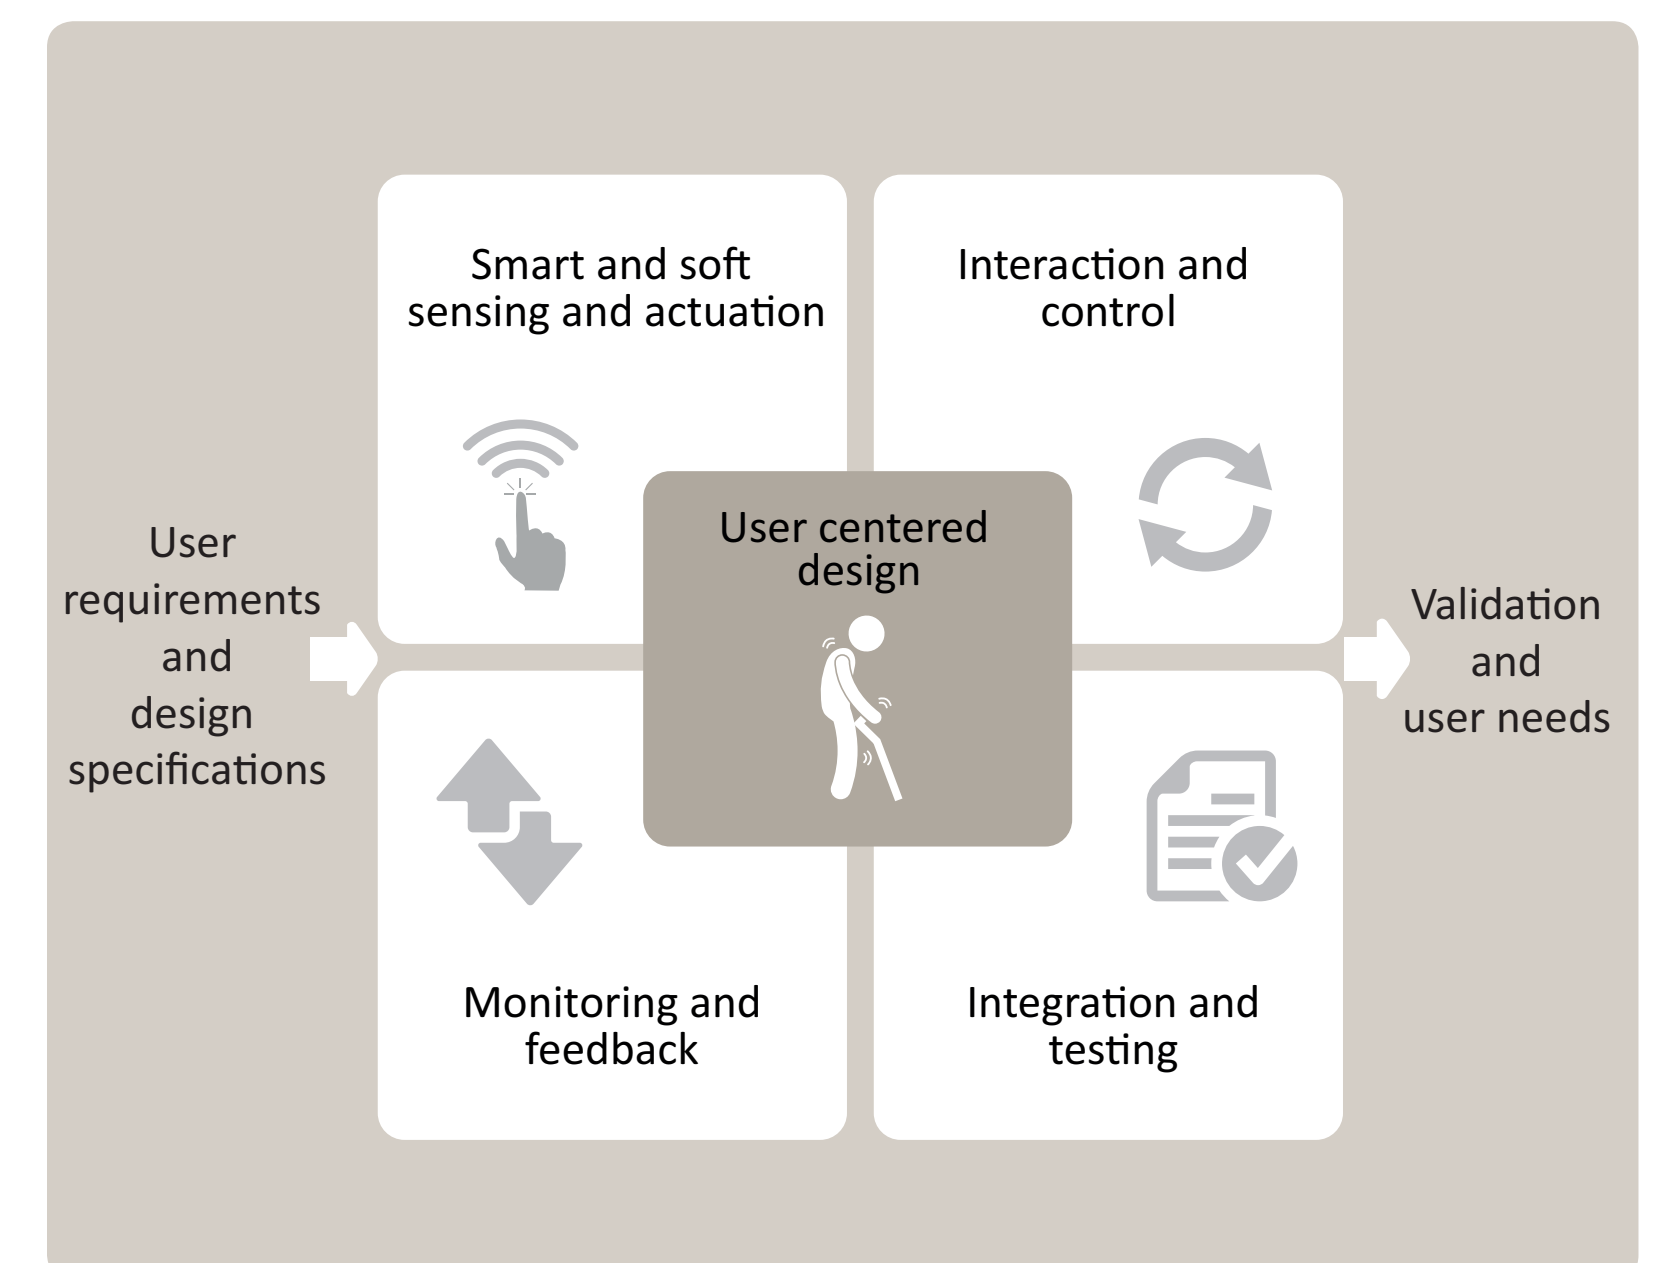 Smart and soft
sensing and actuation
Interaction and
control
User
requirements
and
design
specifications
User centered
design
Validation
and
user needs
Monitoring and
feedback
Integration and
testing